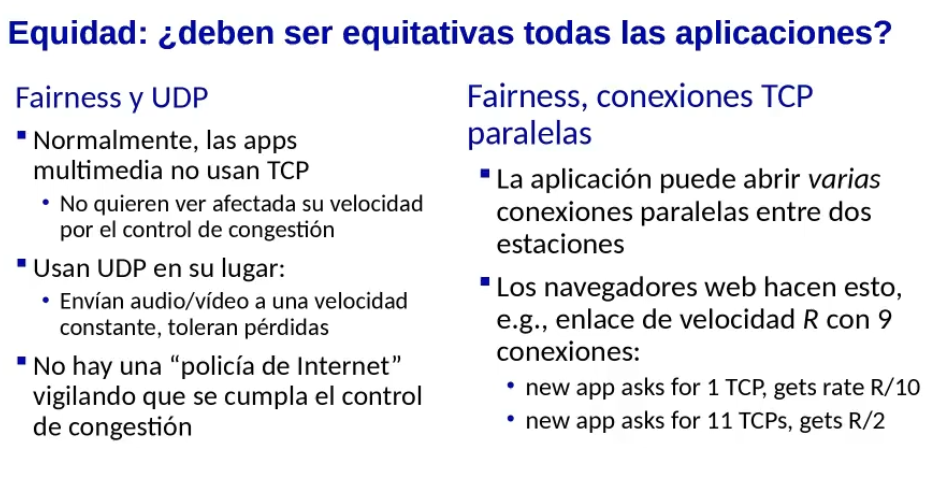 Equidad: ¿deben ser equitativas todas las aplicaciones?
Fairness y UDP
Normalmente, las apps
multimedia no usan TCP
No quieren ver afectada su velocidad
por el control de congestión
Usan UDP en su lugar:
Envían audio/vídeo a una velocidad
constante, toleran pérdidas
No hay una “policía de Internet”
vigilando que se cumpla el control
de congestión
Fairness, conexiones TCP
paralelas
La aplicación puede abrir varias
conexiones paralelas entre dos
estaciones
Los navegadores web hacen esto,
e.g., enlace de velocidad R con 9
conexiones:
new app asks for 1 TCP, gets rate R/10
new app asks for 11 TCPs, gets R/2